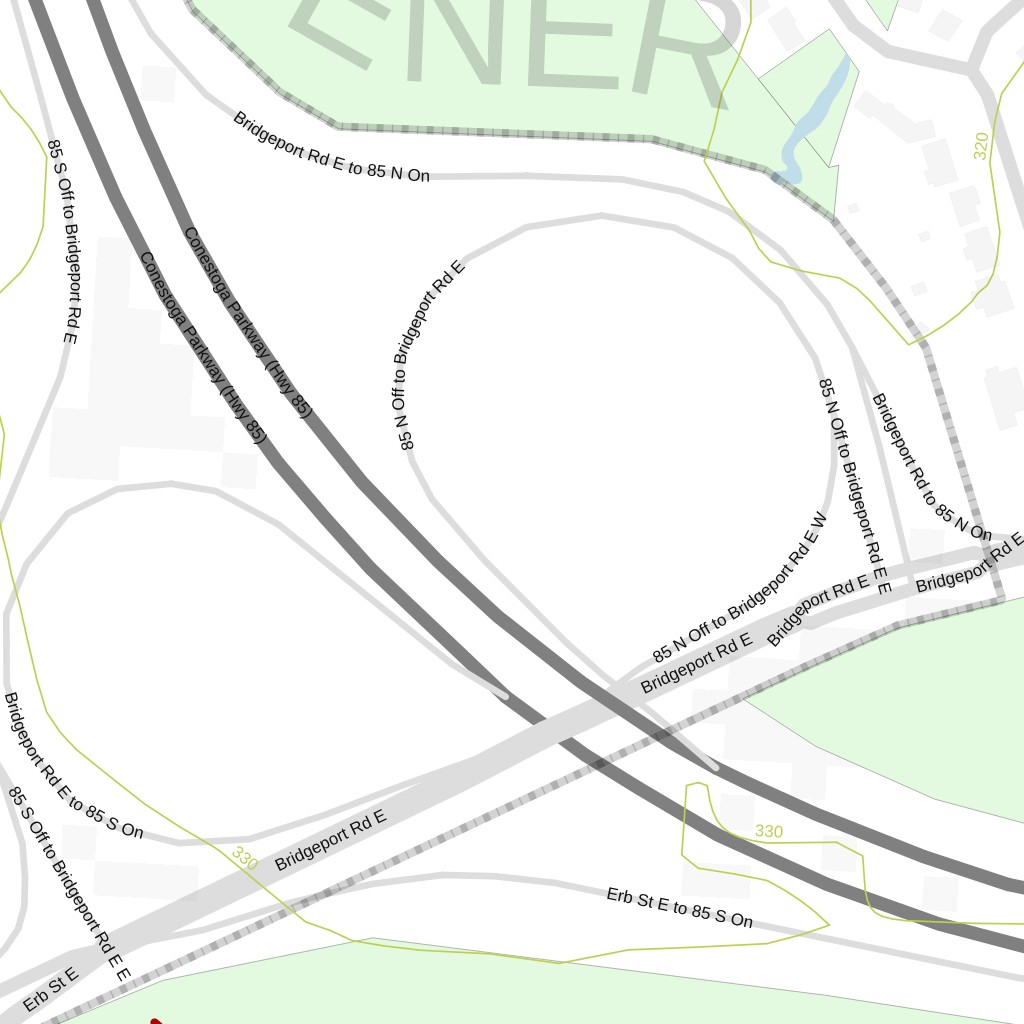 ENER
Bridgeport Rd E to 85 N On
85 S Off to Bridgeport Rd E
320
Conestoga Parkway (Hwy 85)
Conestoga Parkway (Hwy 85)
85 N Off to Bridgeport Rd E
85 N Off to Bridgeport Rd E E
Bridgeport Rd to 85 N On
85 N Off to Bridgeport Rd E W
Bridgeport Rd E
Bridgeport Rd E
Bridgeport Rd E
Bridgeport Rd E to 85 S On
85 S Off to Bridgeport Rd E E
330
Bridgeport Rd E
330
Erb St E to 85 S On
Erb St E